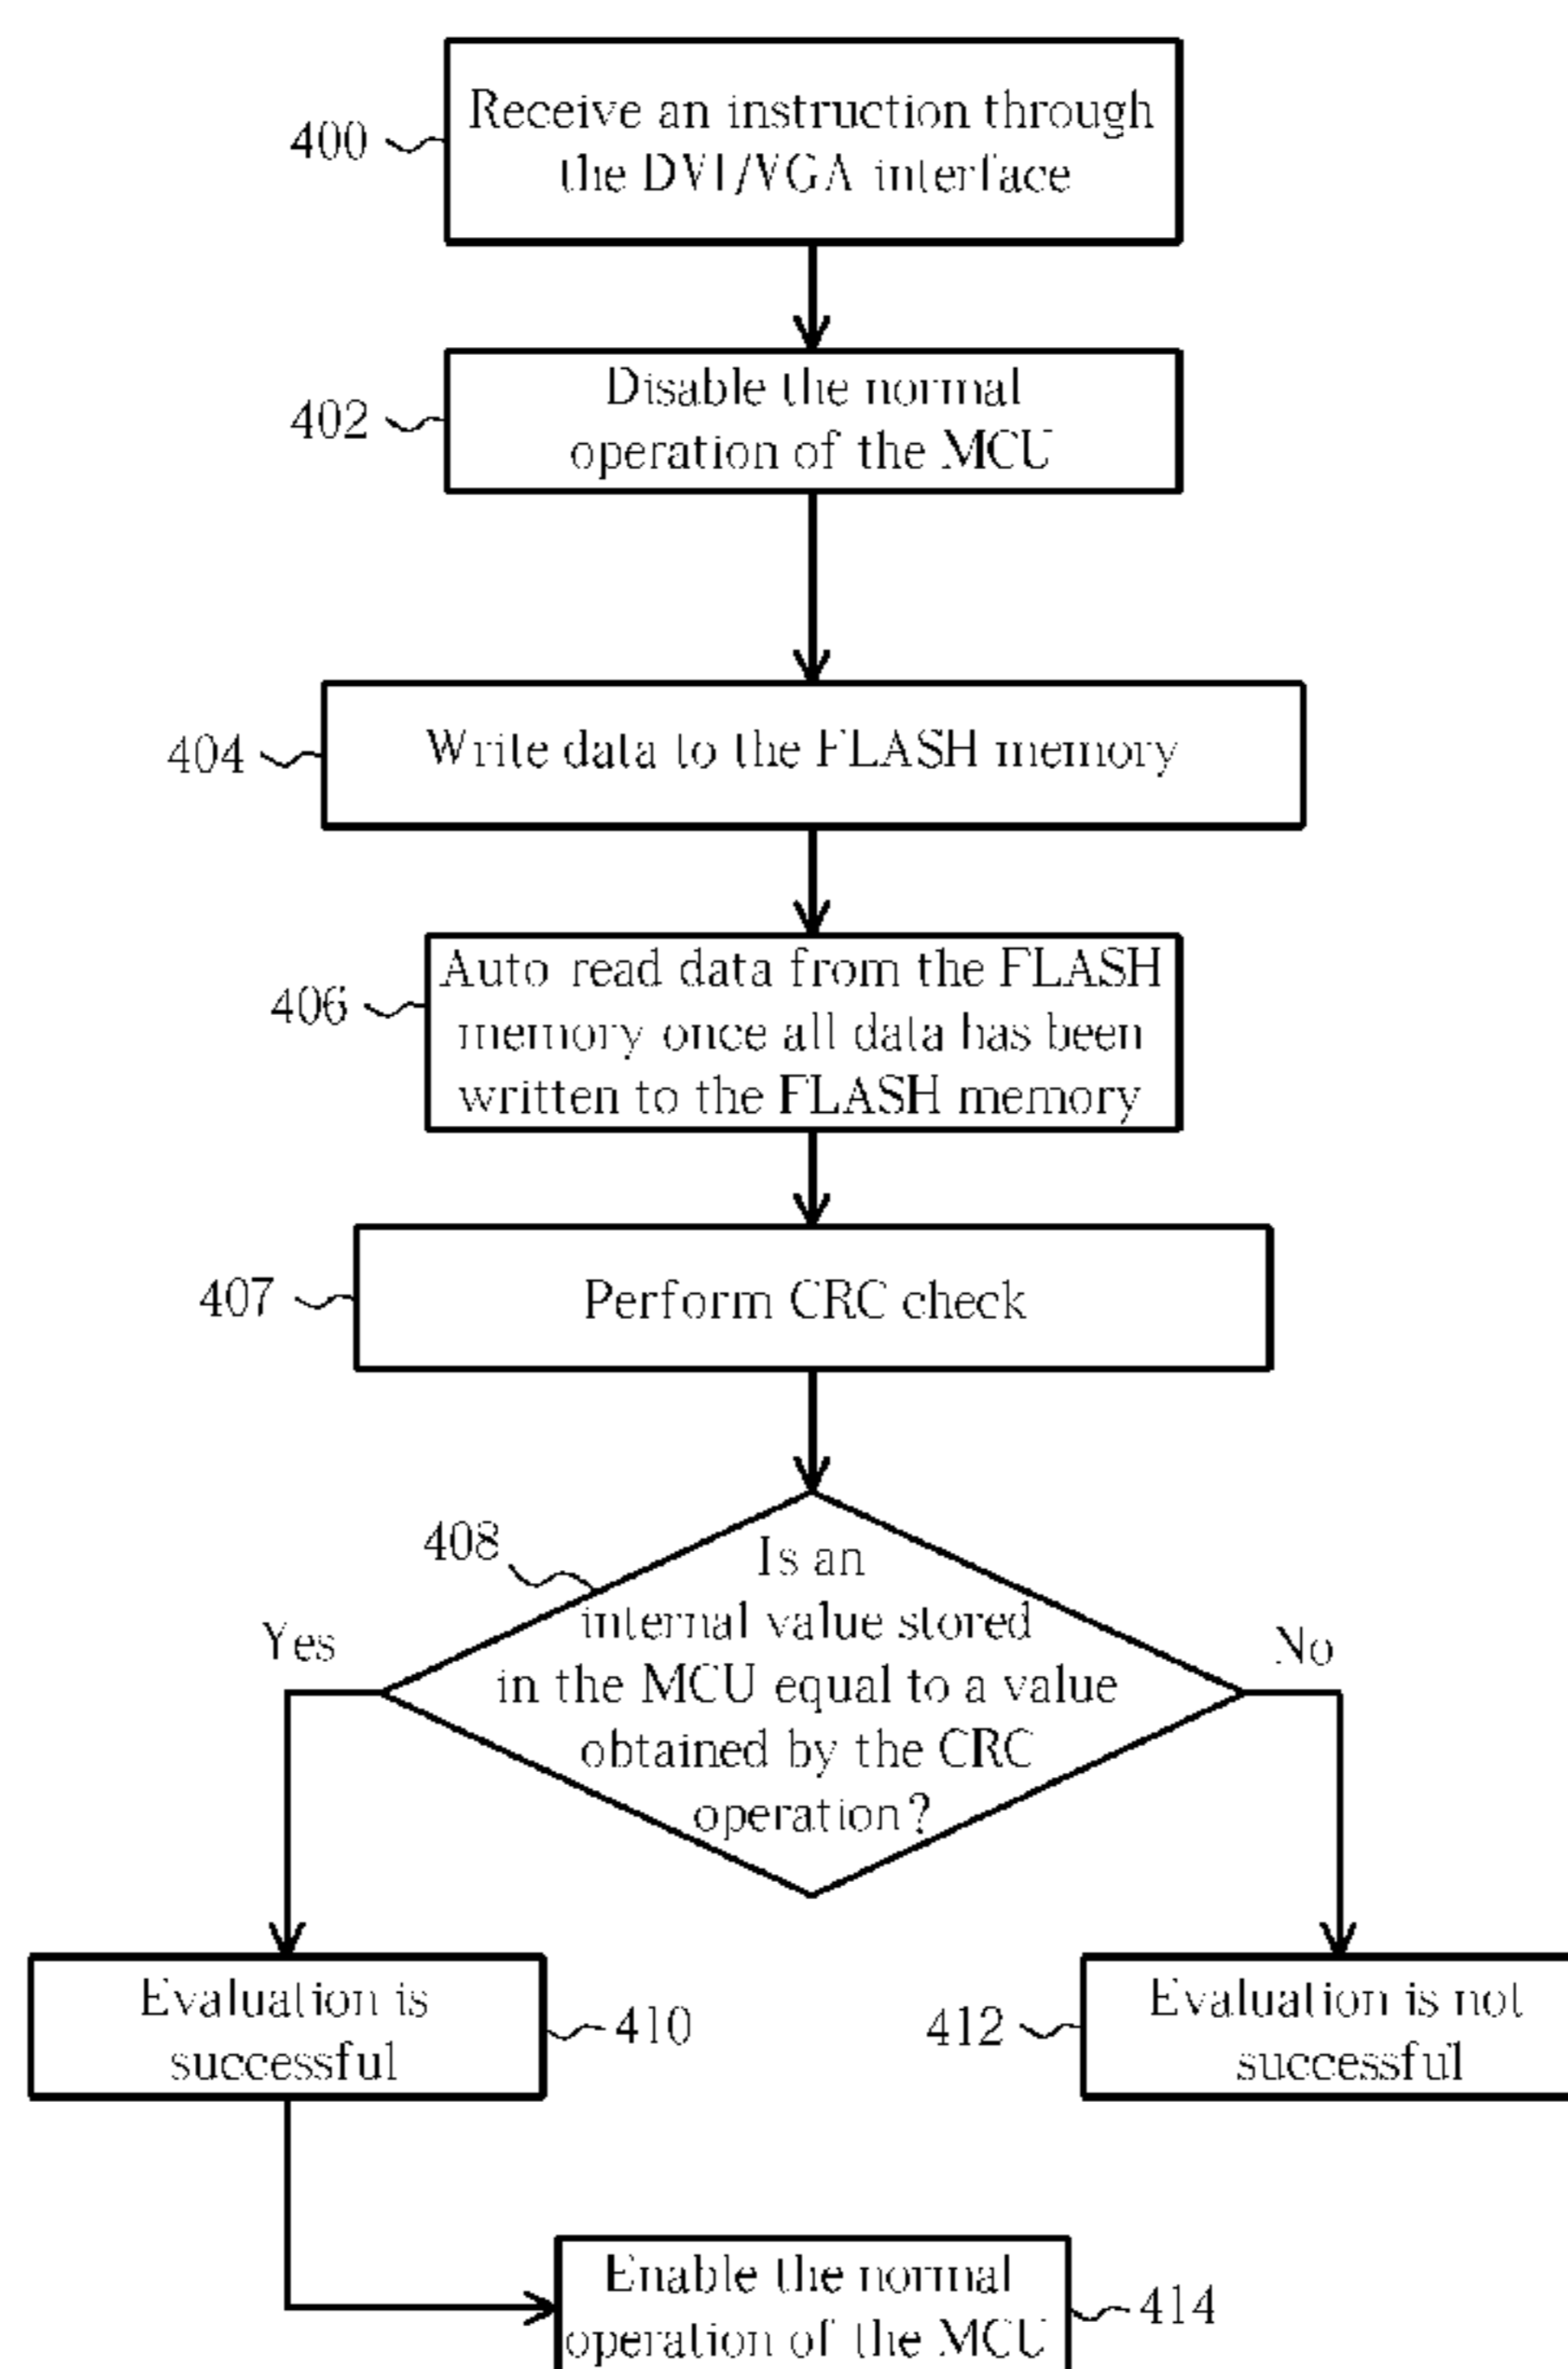 Receive an instruction through
the DVI/VGA interface
400
Disable the normal
operation of the MCU
402
Write data to the FLASH memory
404
Auto read data from the FLASH
memory once all data has been
written to the FLASH memory
406
Perform CRC check
407
408
Is an
internal value stored
in the MCU equal to a value
obtained by the CRC
operation?
Yes
No
Evaluation is
successful
410
412
Evaluation is not
successful
Enable the normal
operation of the MCU
414